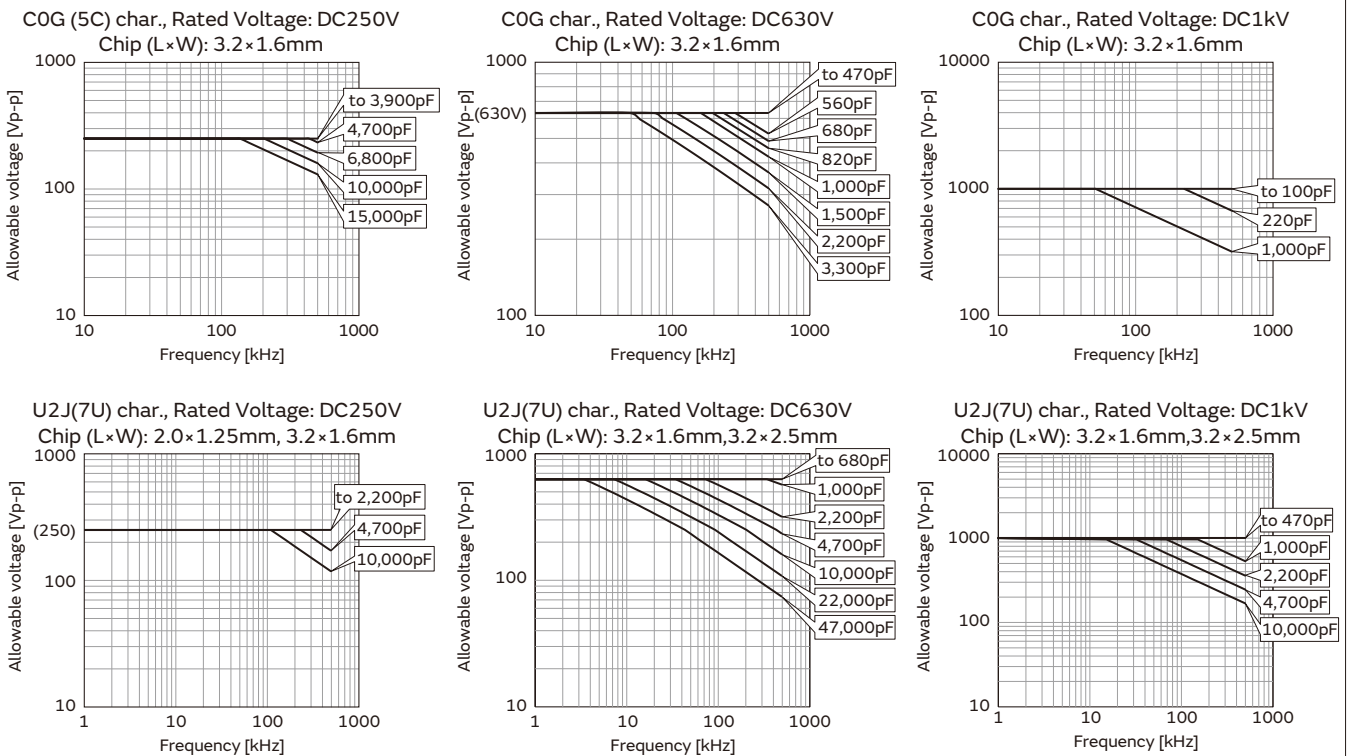 C0G (5C) char., Rated Voltage: DC250V
Chip (L×W): 3.2×1.6mm
Allowable voltage [Vp-p]
1000
100
10
10
100
1000
Frequency [kHz]
to 3,900pF
4,700pF
6,800pF
10,000pF
15,000pF
C0G char., Rated Voltage: DC630V
Chip (L×W): 3.2×1.6mm
Allowable voltage [Vp-p]
1000
(630V)
100
10
100
1000
Frequency [kHz]
to 470pF
560pF
680pF
820pF
1,000pF
1,500pF
2,200pF
3,300pF
C0G char., Rated Voltage: DC1kV
Chip (L×W): 3.2×1.6mm
Allowable voltage [Vp-p]
10000
1000
100
10
100
1000
Frequency [kHz]
to 100pF
220pF
1,000pF
U2J(7U) char., Rated Voltage: DC250V
Chip (L×W): 2.0×1.25mm, 3.2×1.6mm
Allowable voltage [Vp-p]
1000
(250)
100
10
1
10
100
1000
Frequency [kHz]
to 2,200pF
4,700pF
10,000pF
U2J(7U) char., Rated Voltage: DC630V
Chip (L×W): 3.2×1.6mm,3.2×2.5mm
Allowable voltage [Vp-p]
1000
100
10
1
10
100
1000
Frequency [kHz]
to 680pF
1,000pF
2,200pF
4,700pF
10,000pF
22,000pF
47,000pF
U2J(7U) char., Rated Voltage: DC1kV
Chip (L×W): 3.2×1.6mm,3.2×2.5mm
Allowable voltage [Vp-p]
10000
1000
100
10
1
10
100
1000
Frequency [kHz]
to 470pF
1,000pF
2,200pF
4,700pF
10,000pF